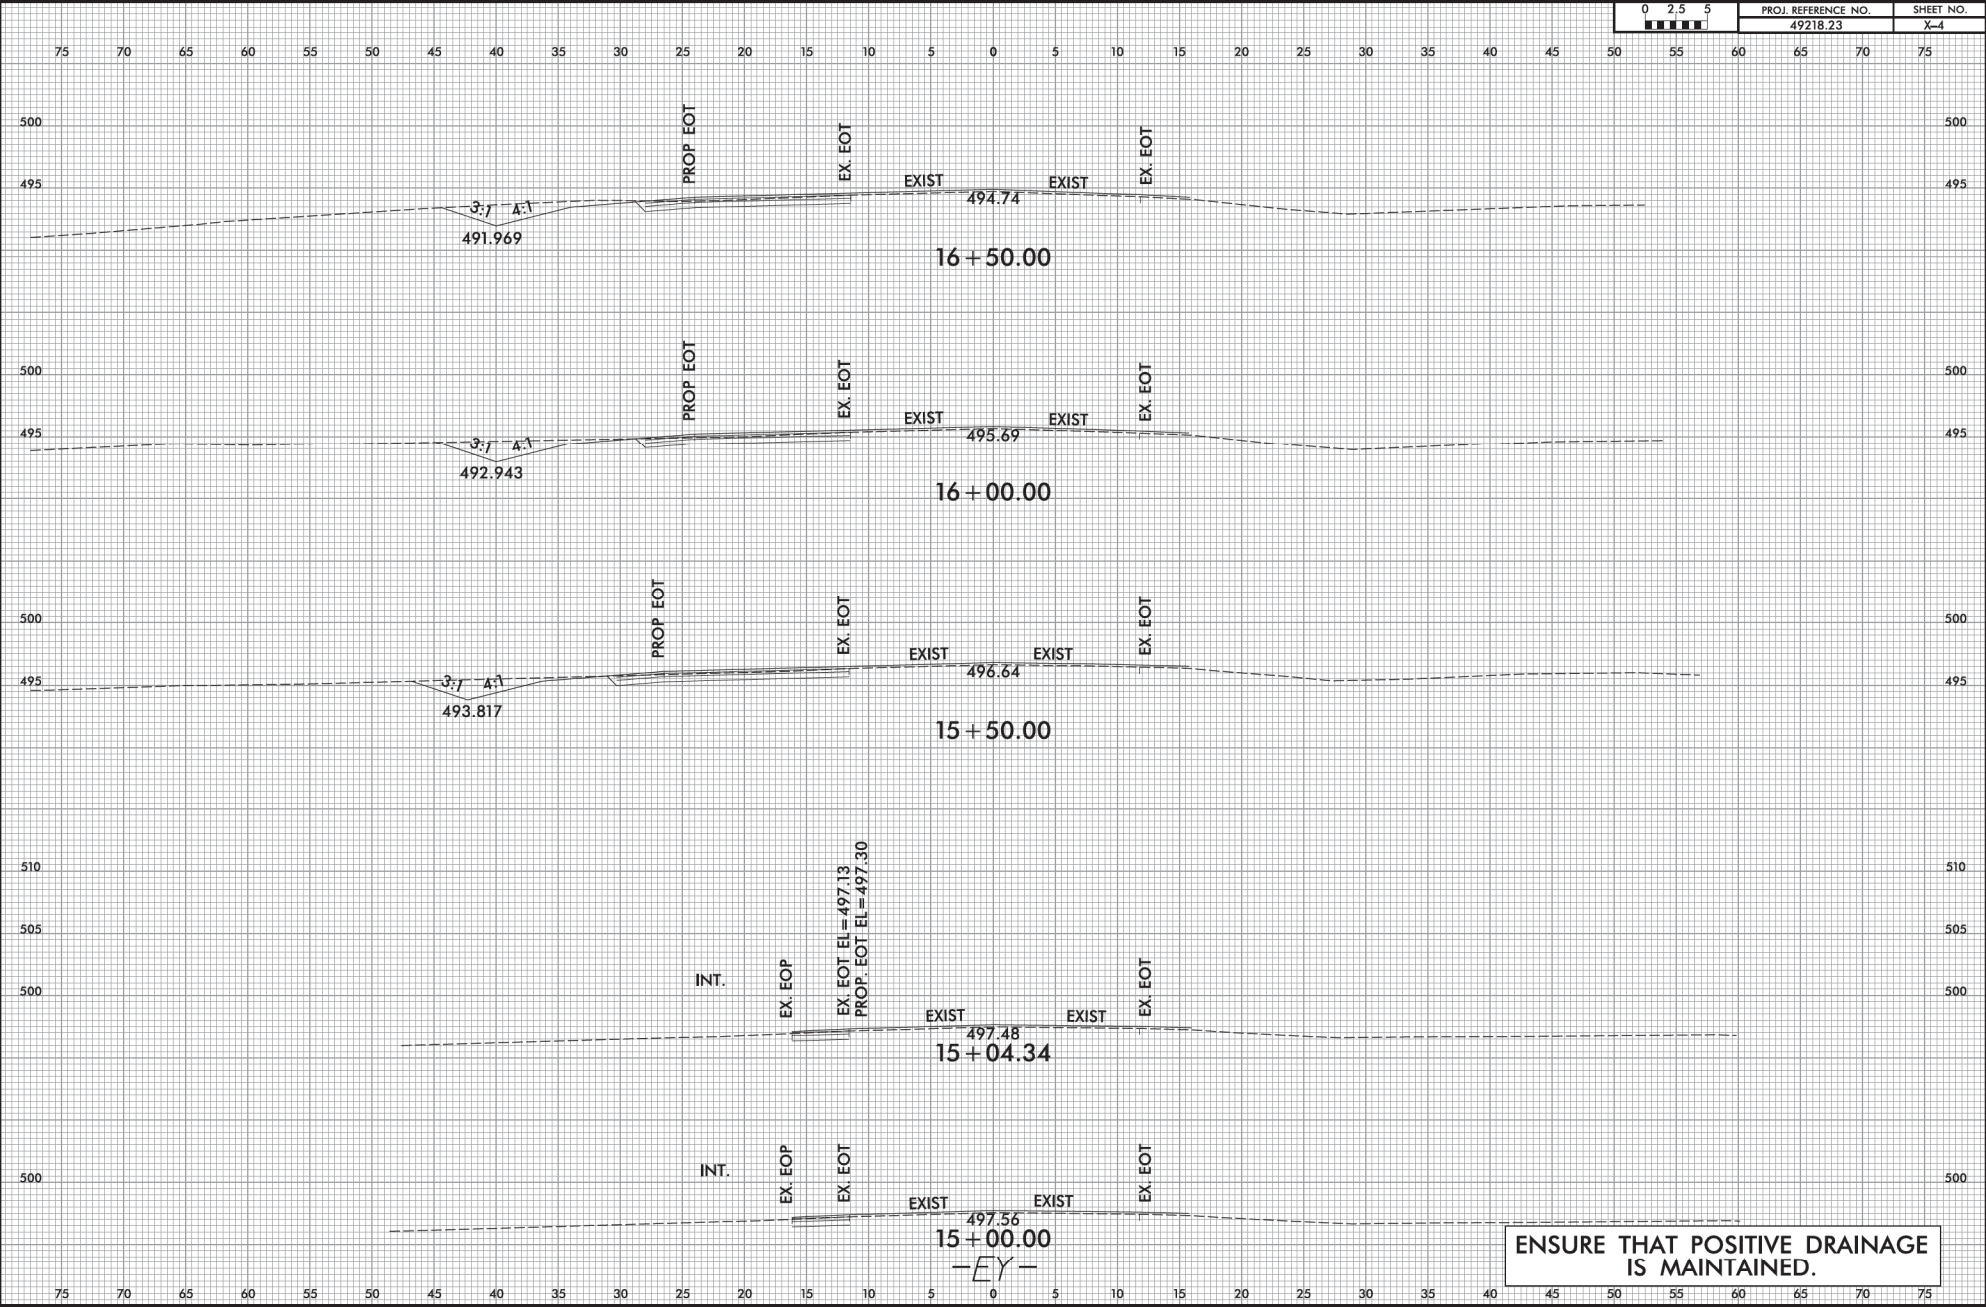 0 2.5 5
PROJ. REFERENCE NO.
SHEET NO.
49218.23
X-4
75 70 65 60 55 50 45 40 35 30 25 20 15 10 5 0 5 10 15 20 25 30 35 40 45 50 55 60 65 70 75
PROP EOT
EX. EOT
EX. EOT
500
500
495
495
EXIST
EXIST
494.74
3:1
4:1
491.969
16+50.00
PROP EOT
EX. EOT
EX. EOT
500
500
495
495
EXIST
EXIST
495.69
3:1
4:1
492.943
16+00.00
PROP EOT
EX. EOT
EX. EOT
500
500
495
495
EXIST
EXIST
496.64
3:1
4:1
493.817
15+50.00
510
510
505
505
500
500
INT.
EX. EOP
EX. EOT EL=497.13
PROP. EOT EL=497.30
EX. EOT
EXIST
EXIST
497.48
15+04.34
500
500
INT.
EX. EOP
EX. EOT
EX. EOT
EXIST
EXIST
497.56
15+00.00
-EY-
ENSURE THAT POSITIVE DRAINAGE
IS MAINTAINED.
75 70 65 60 55 50 45 40 35 30 25 20 15 10 5 0 5 10 15 20 25 30 35 40 45 50 55 60 65 70 75